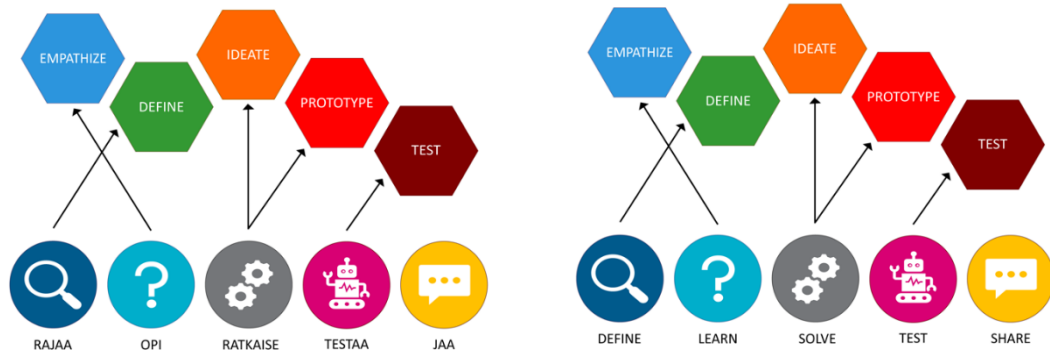 EMPATHIZE
DEFINE
IDEATE
PROTOTYPE
TEST
RAJAA
OPI
RATKAISE
TESTAA
JAA
EMPATHIZE
DEFINE
IDEATE
PROTOTYPE
TEST
DEFINE
LEARN
SOLVE
TEST
SHARE